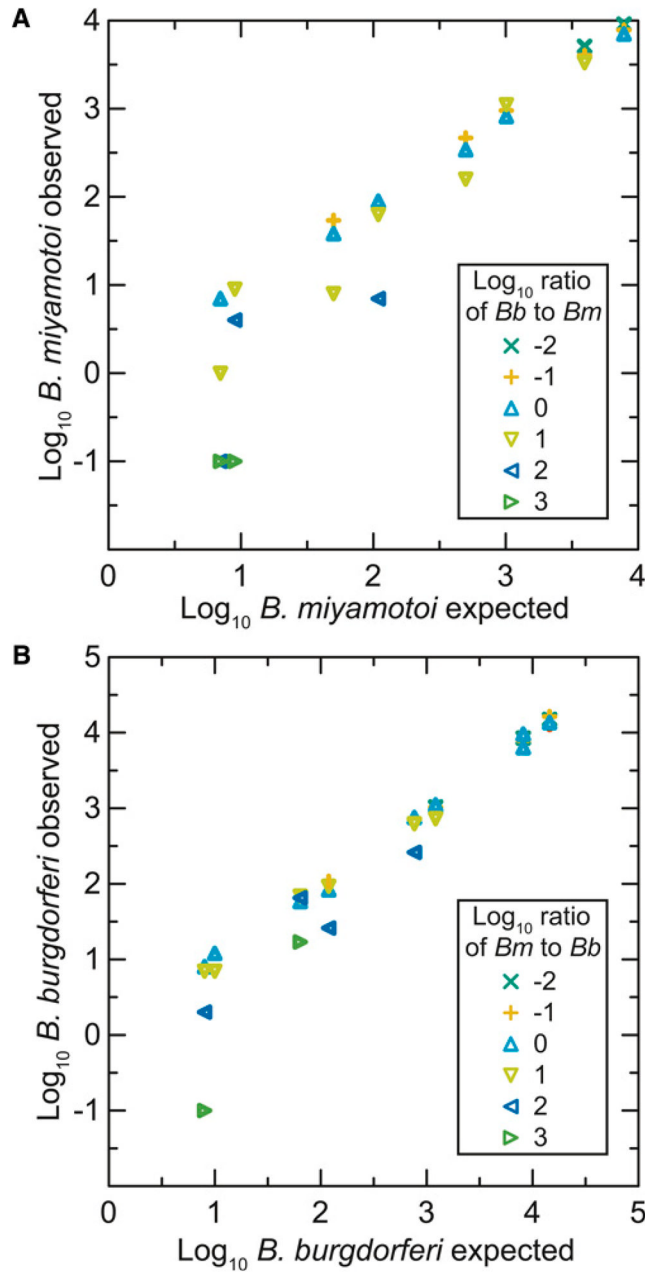 A
4
3
2
1
0
-1
Log10 B. miyamotoi observed
Log10 ratio
of Bb to Bm
-2
-1
0
1
2
3
0 1 2 3 4
Log10 B. miyamotoi expected
B
5
4
3
2
1
0
-1
Log10 B. burgdorferi observed
Log10 ratio
of Bm to Bb
-2
-1
0
1
2
3
0 1 2 3 4 5
Log10 B. burgdorferi expected